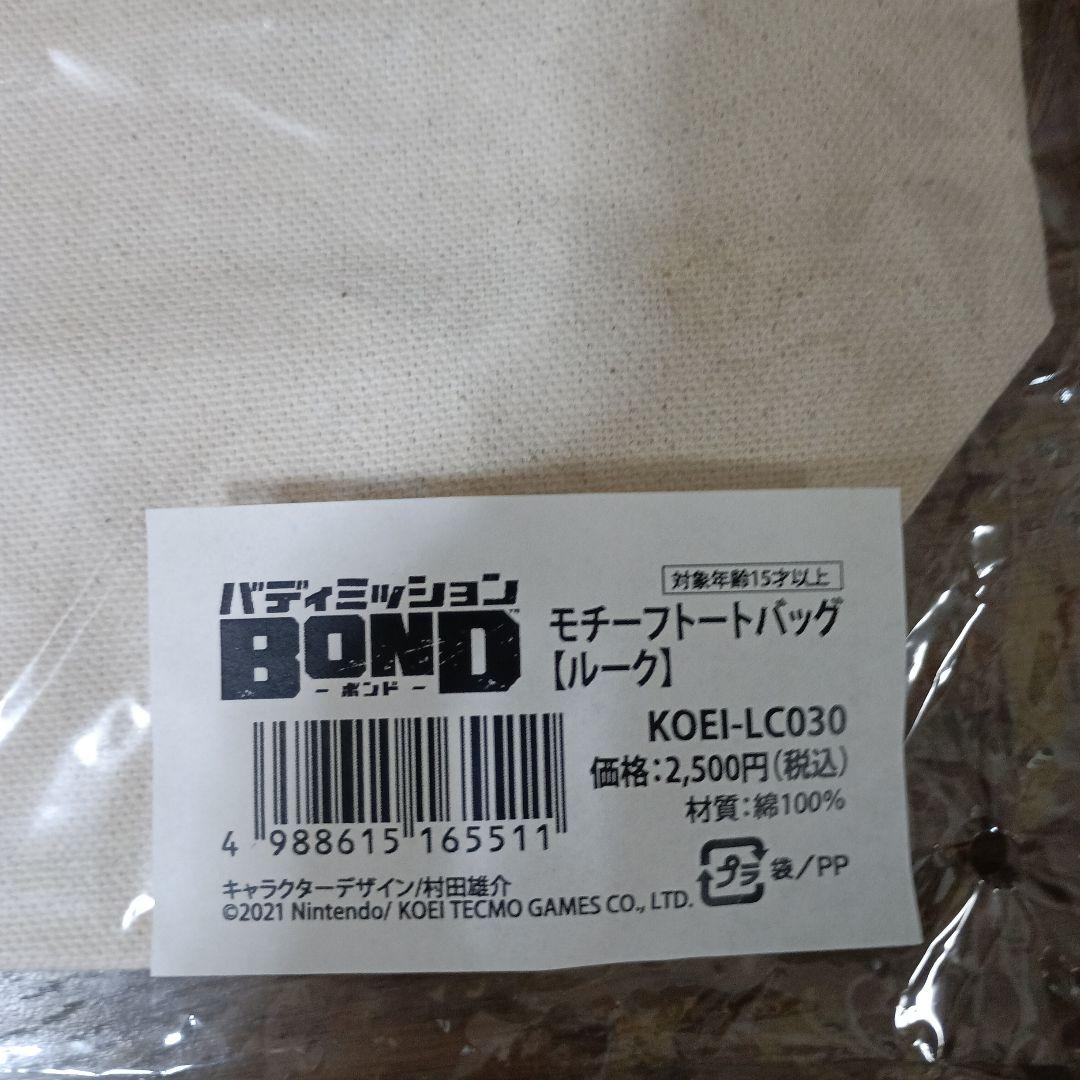 バディミッション
BOND™
－ボンド－
対象年齢15才以上
モチーフトートバッグ
【ルーク】
KOEI-LC030
価格：2,500円（税込）
材質：綿100%
4 988615 165511
プラ 袋／PP
キャラクターデザイン/村田雄介
©2021 Nintendo/ KOEI TECMO GAMES CO., LTD.